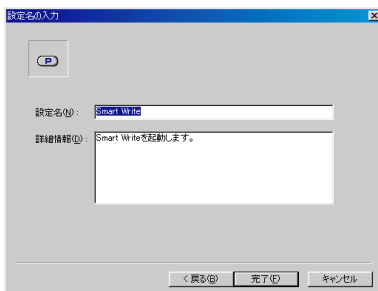 設定名の入力
P
設定名(N)： Smart Write
詳細情報(D)： Smart Writeを起動します。
< 戻る(B) 完了(F) キャンセル